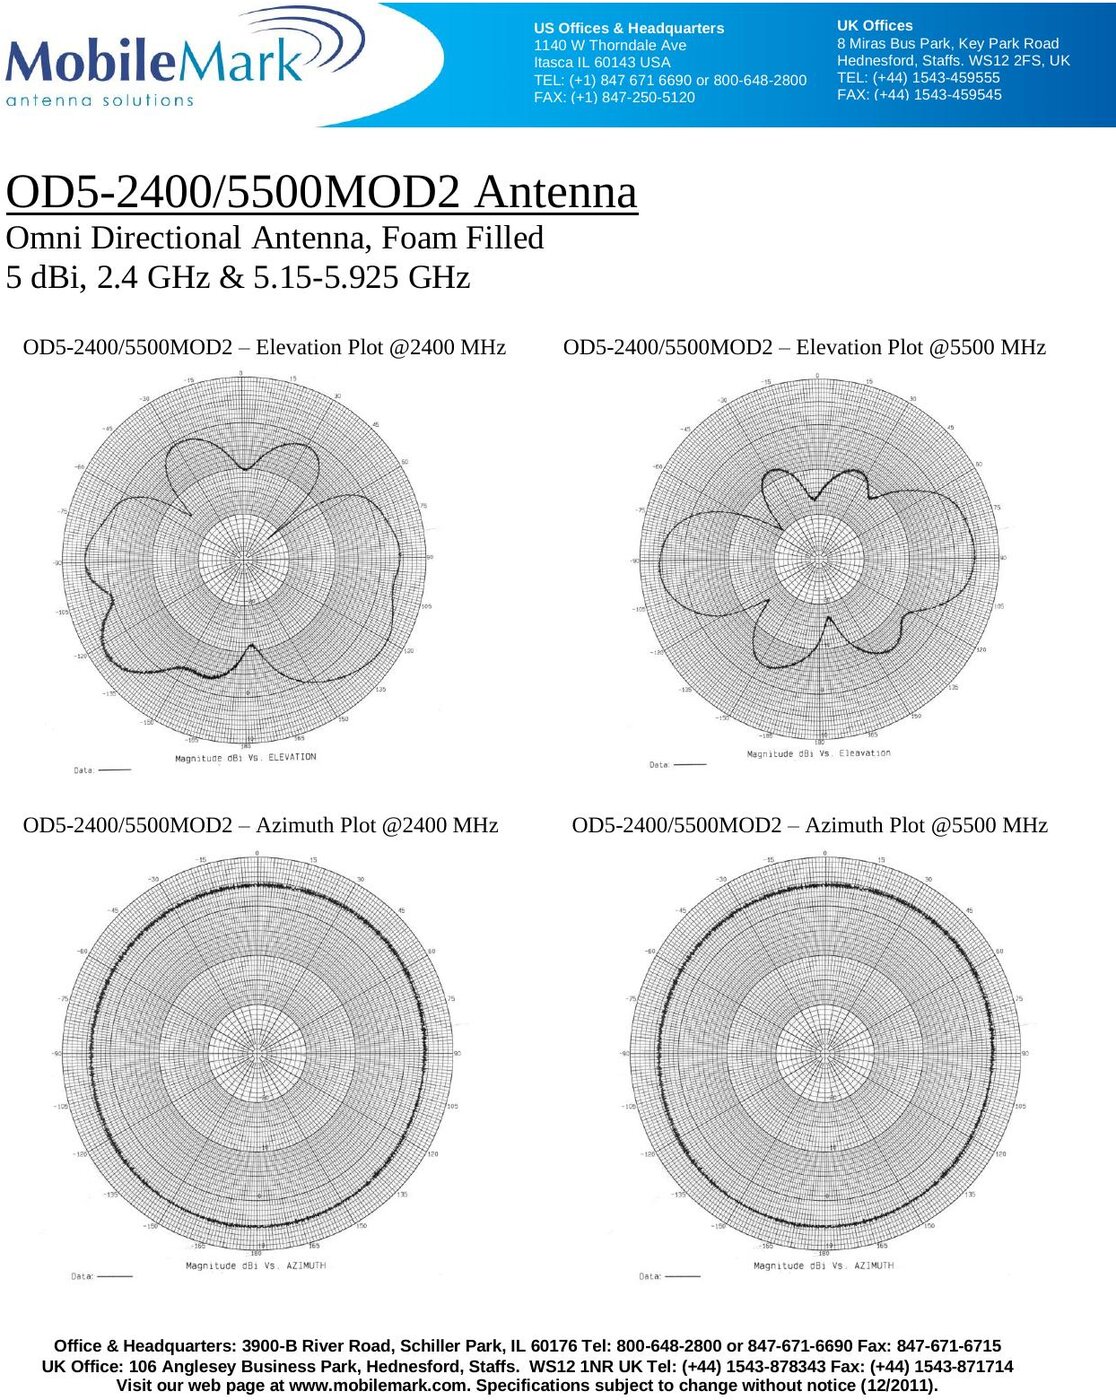 MobileMark
antenna solutions
US Offices & Headquarters
1140 W Thorndale Ave
Itasca IL 60143 USA
TEL: (+1) 847 671 6690 or 800-648-2800
FAX: (+1) 847-250-5120
UK Offices
8 Miras Bus Park, Key Park Road
Hednesford, Staffs. WS12 2FS, UK
TEL: (+44) 1543-459555
FAX: (+44) 1543-459545
OD5-2400/5500MOD2 Antenna
Omni Directional Antenna, Foam Filled
5 dBi, 2.4 GHz & 5.15-5.925 GHz
OD5-2400/5500MOD2 – Elevation Plot @2400 MHz
Magnitude dBi Vs. ELEVATION
Data:
OD5-2400/5500MOD2 – Elevation Plot @5500 MHz
Magnitude dBi Vs. Eleavation
Data:
OD5-2400/5500MOD2 – Azimuth Plot @2400 MHz
Magnitude dBi Vs. AZIMUTH
Data:
OD5-2400/5500MOD2 – Azimuth Plot @5500 MHz
Magnitude dBi Vs. AZIMUTH
Data:
Office & Headquarters: 3900-B River Road, Schiller Park, IL 60176 Tel: 800-648-2800 or 847-671-6690 Fax: 847-671-6715
UK Office: 106 Anglesey Business Park, Hednesford, Staffs. WS12 1NR UK Tel: (+44) 1543-878343 Fax: (+44) 1543-871714
Visit our web page at www.mobilemark.com. Specifications subject to change without notice (12/2011).